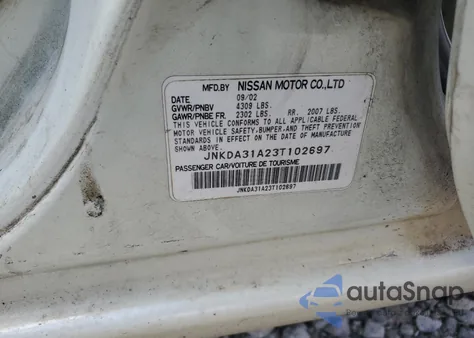 MFD.BY NISSAN MOTOR CO.,LTD
DATE 09/02
GVWR/PNBV 4309 LBS.
GAWR/PNBE FR. 2302 LBS. RR. 2007 LBS.
THIS VEHICLE CONFORMS TO ALL APPLICABLE FEDERAL
MOTOR VEHICLE SAFETY, BUMPER, AND THEFT PREVENTION
STANDARDS IN EFFECT ON THE DATE OF MANUFACTURE
SHOWN ABOVE.
JNKDA31A23T102697
PASSENGER CAR/VOITURE DE TOURISME
JNKDA31A23T102697
autoSnap